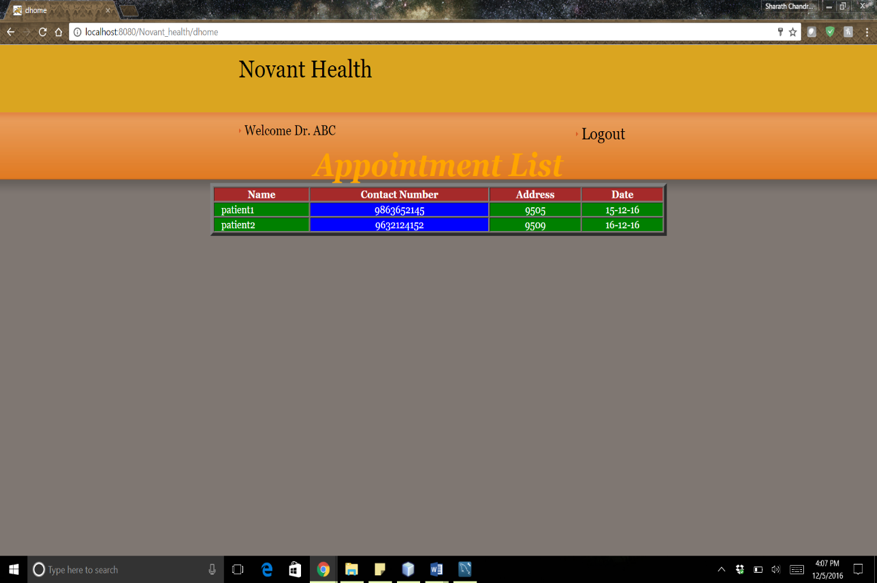 dhome
Sharath Chandr...
localhost:8080/Novant_health/dhome
Novant Health
Welcome Dr. ABC
Logout
Appointment List
Name Contact Number Address Date
patient1 9863652145 9505 15-12-16
patient2 9632124152 9509 16-12-16
Type here to search
4:07 PM
12/5/2016